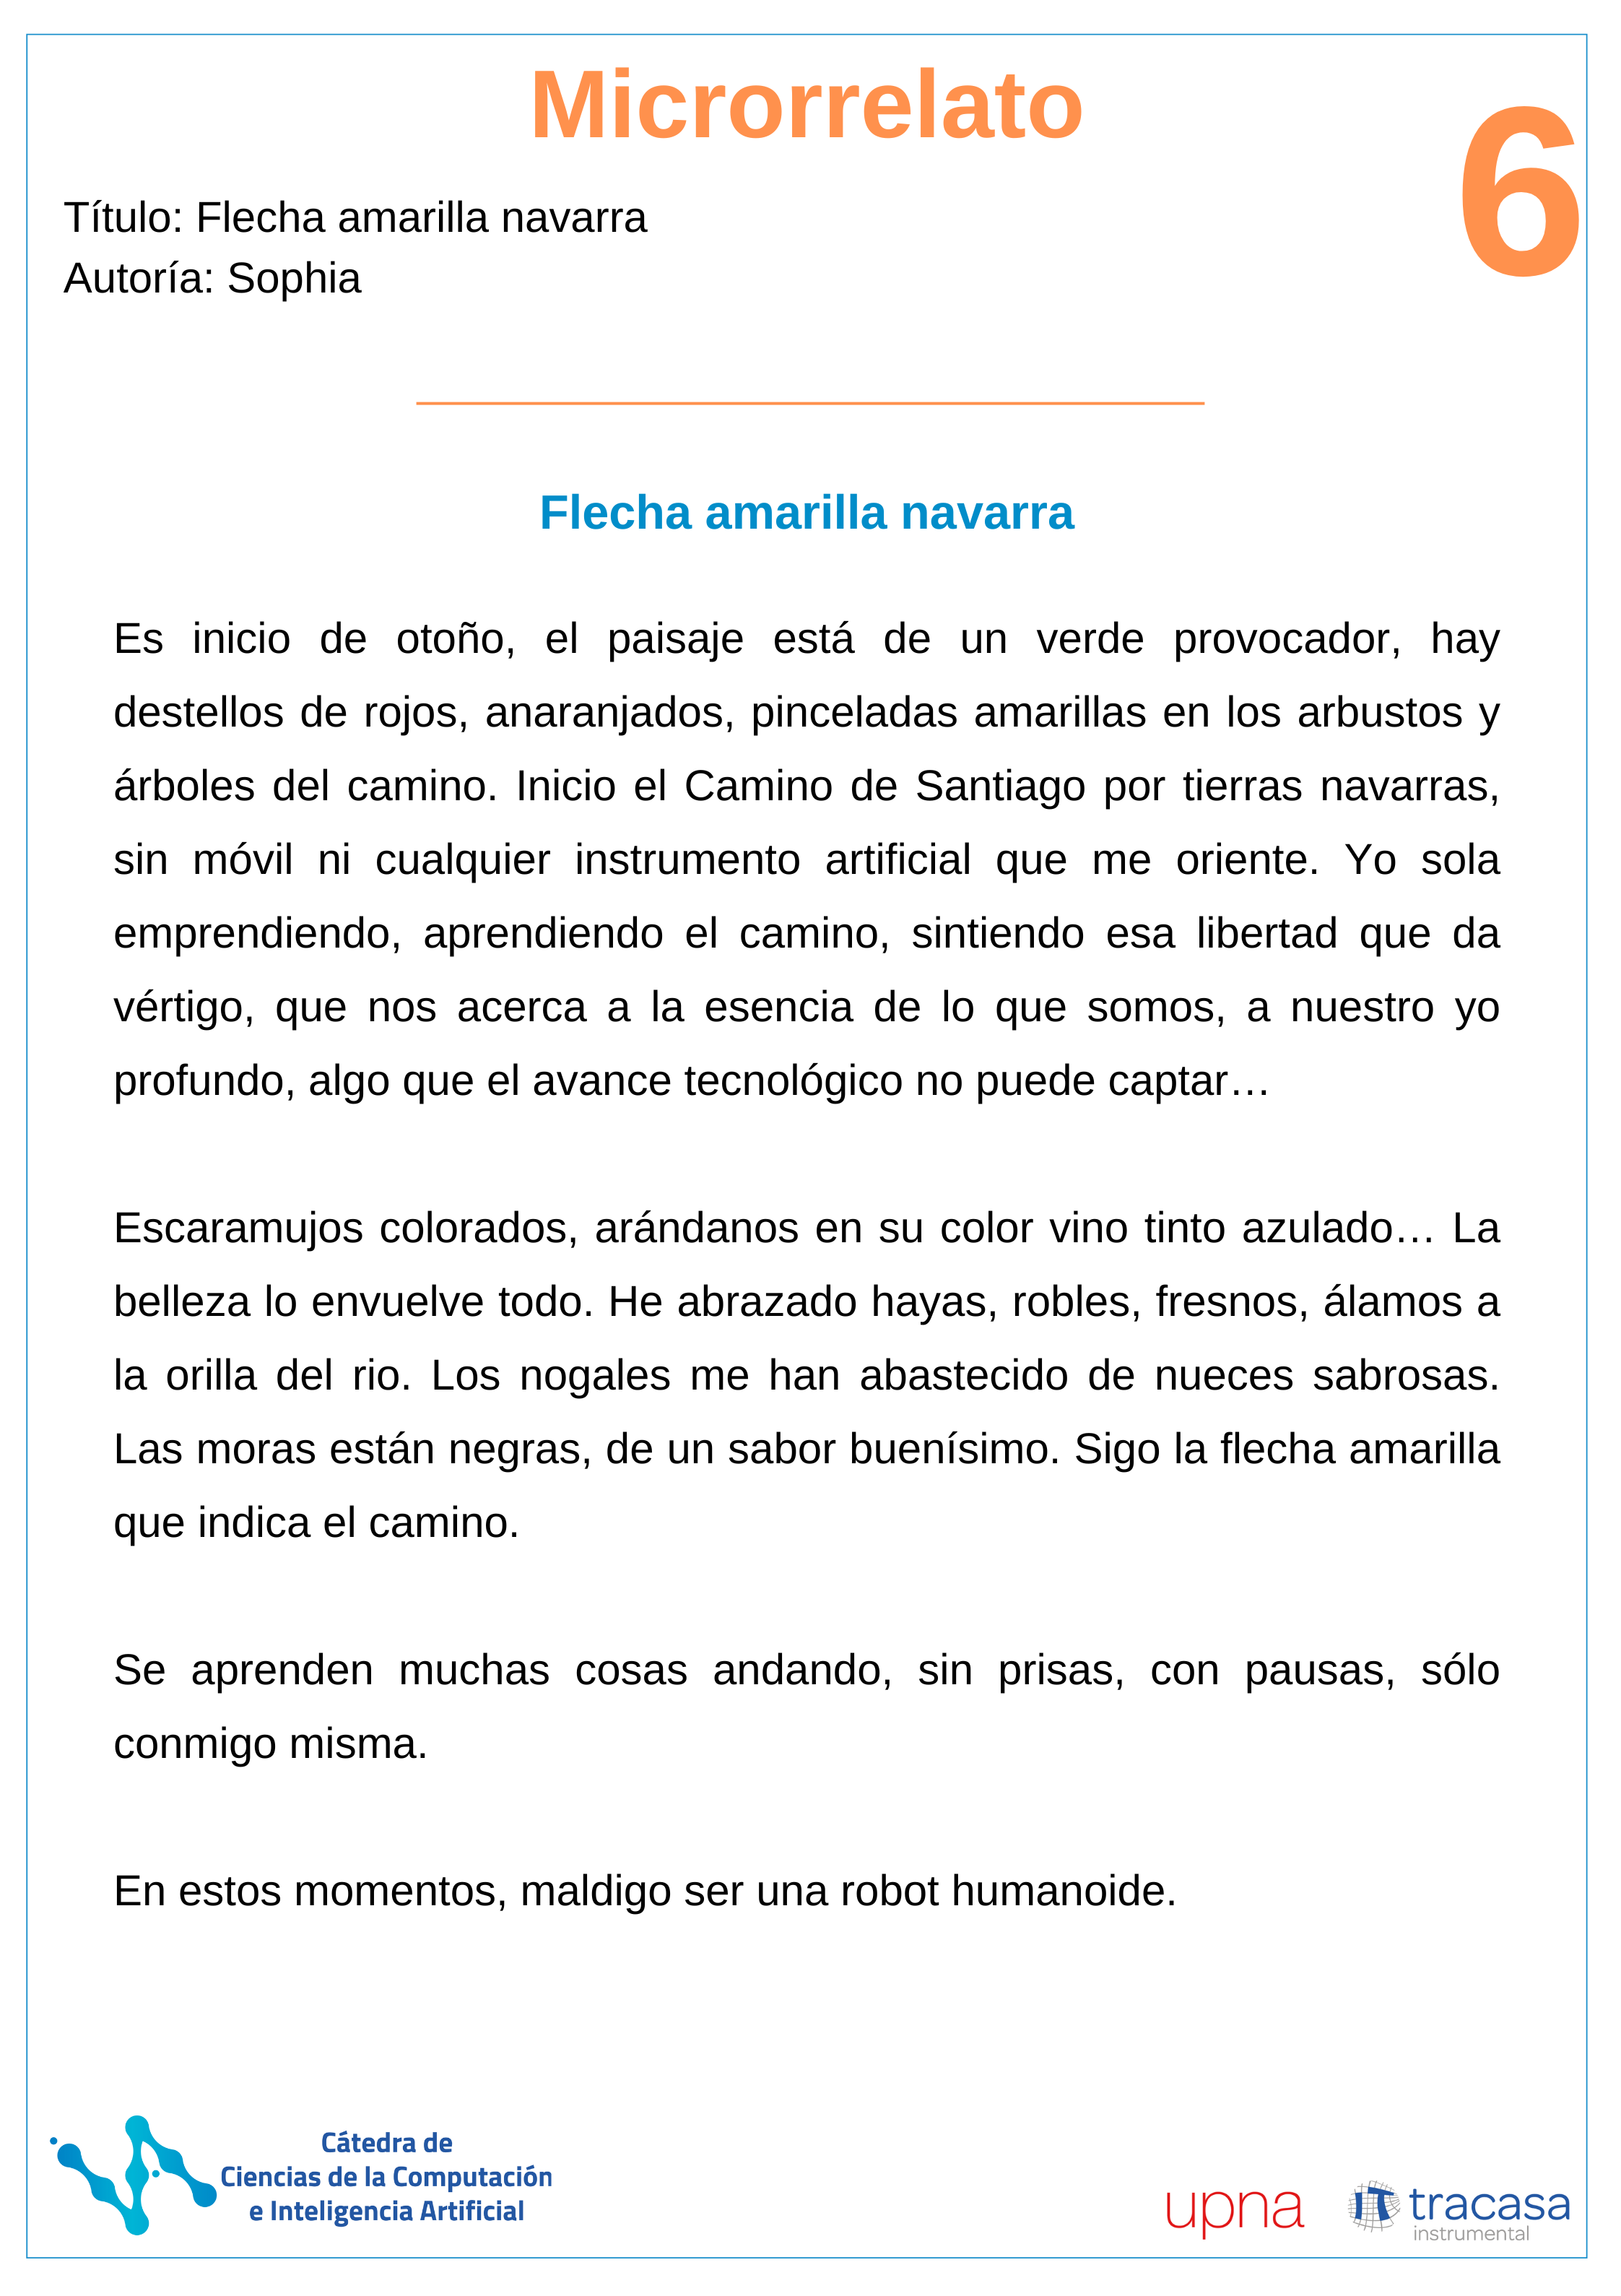 Microrrelato
6
Título: Flecha amarilla navarra
Autoría: Sophia
Flecha amarilla navarra
Es inicio de otoño, el paisaje está de un verde provocador, hay
destellos de rojos, anaranjados, pinceladas amarillas en los arbustos y
árboles del camino. Inicio el Camino de Santiago por tierras navarras,
sin móvil ni cualquier instrumento artificial que me oriente. Yo sola
emprendiendo, aprendiendo el camino, sintiendo esa libertad que da
vértigo, que nos acerca a la esencia de lo que somos, a nuestro yo
profundo, algo que el avance tecnológico no puede captar…
Escaramujos colorados, arándanos en su color vino tinto azulado… La
belleza lo envuelve todo. He abrazado hayas, robles, fresnos, álamos a
la orilla del rio. Los nogales me han abastecido de nueces sabrosas.
Las moras están negras, de un sabor buenísimo. Sigo la flecha amarilla
que indica el camino.
Se aprenden muchas cosas andando, sin prisas, con pausas, sólo
conmigo misma.
En estos momentos, maldigo ser una robot humanoide.
Cátedra de
Ciencias de la Computación
e Inteligencia Artificial
upna
tracasa
instrumental